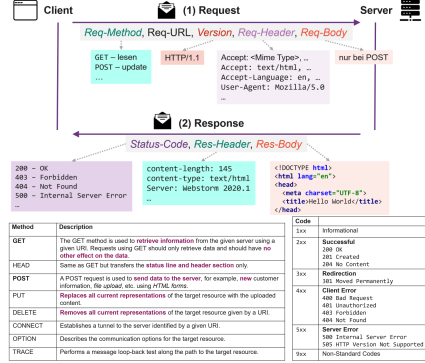 Client
(1) Request
Server
Req-Method, Req-URL, Version, Req-Header, Req-Body
GET – lesen
POST – update
…
HTTP/1.1
Accept: <Mime Type>, …
Accept: text/html, …
Accept-Language: en, …
User-Agent: Mozilla/5.0
…
nur bei POST
(2) Response
Status-Code, Res-Header, Res-Body
200 – OK
403 – Forbidden
404 – Not Found
500 – Internal Server Error
…
content-length: 145
content-type: text/html
Server: Webstorm 2020.1
…
<!DOCTYPE html>
<html lang="en">
<head>
<meta charset="UTF-8">
<title>Hello World</title>
</head>
Method Description
GET The GET method is used to retrieve information from the given server using a
given URI. Requests using GET should only retrieve data and should have no
other effect on the data.
HEAD Same as GET but transfers the status line and header section only.
POST A POST request is used to send data to the server, for example, new customer
information, file upload, etc. using HTML forms.
PUT Replaces all current representations of the target resource with the uploaded
content.
DELETE Removes all current representations of the target resource given by a URI.
CONNECT Establishes a tunnel to the server identified by a given URI.
OPTION Describes the communication options for the target resource.
TRACE Performs a message loop-back test along the path to the target resource.
Code
1xx Informational
2xx Successful
200 OK
201 Created
204 No Content
3xx Redirection
301 Moved Permanently
4xx Client Error
400 Bad Request
401 Unauthorized
403 Forbidden
404 Not Found
5xx Server Error
500 Internal Server Error
505 HTTP Version Not Supported
9xx Non-Standard Codes